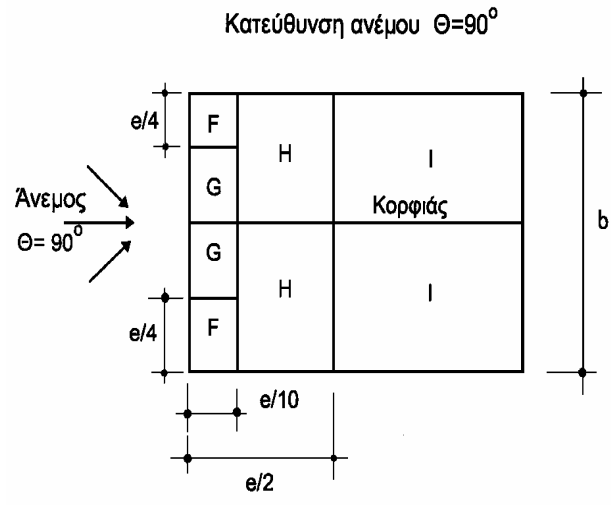 Κατεύθυνση ανέμου Θ=90°
e/4
F
H
I
G
Άνεμος
Θ= 90°
Κορφιάς
b
G
H
I
e/4
F
e/10
e/2